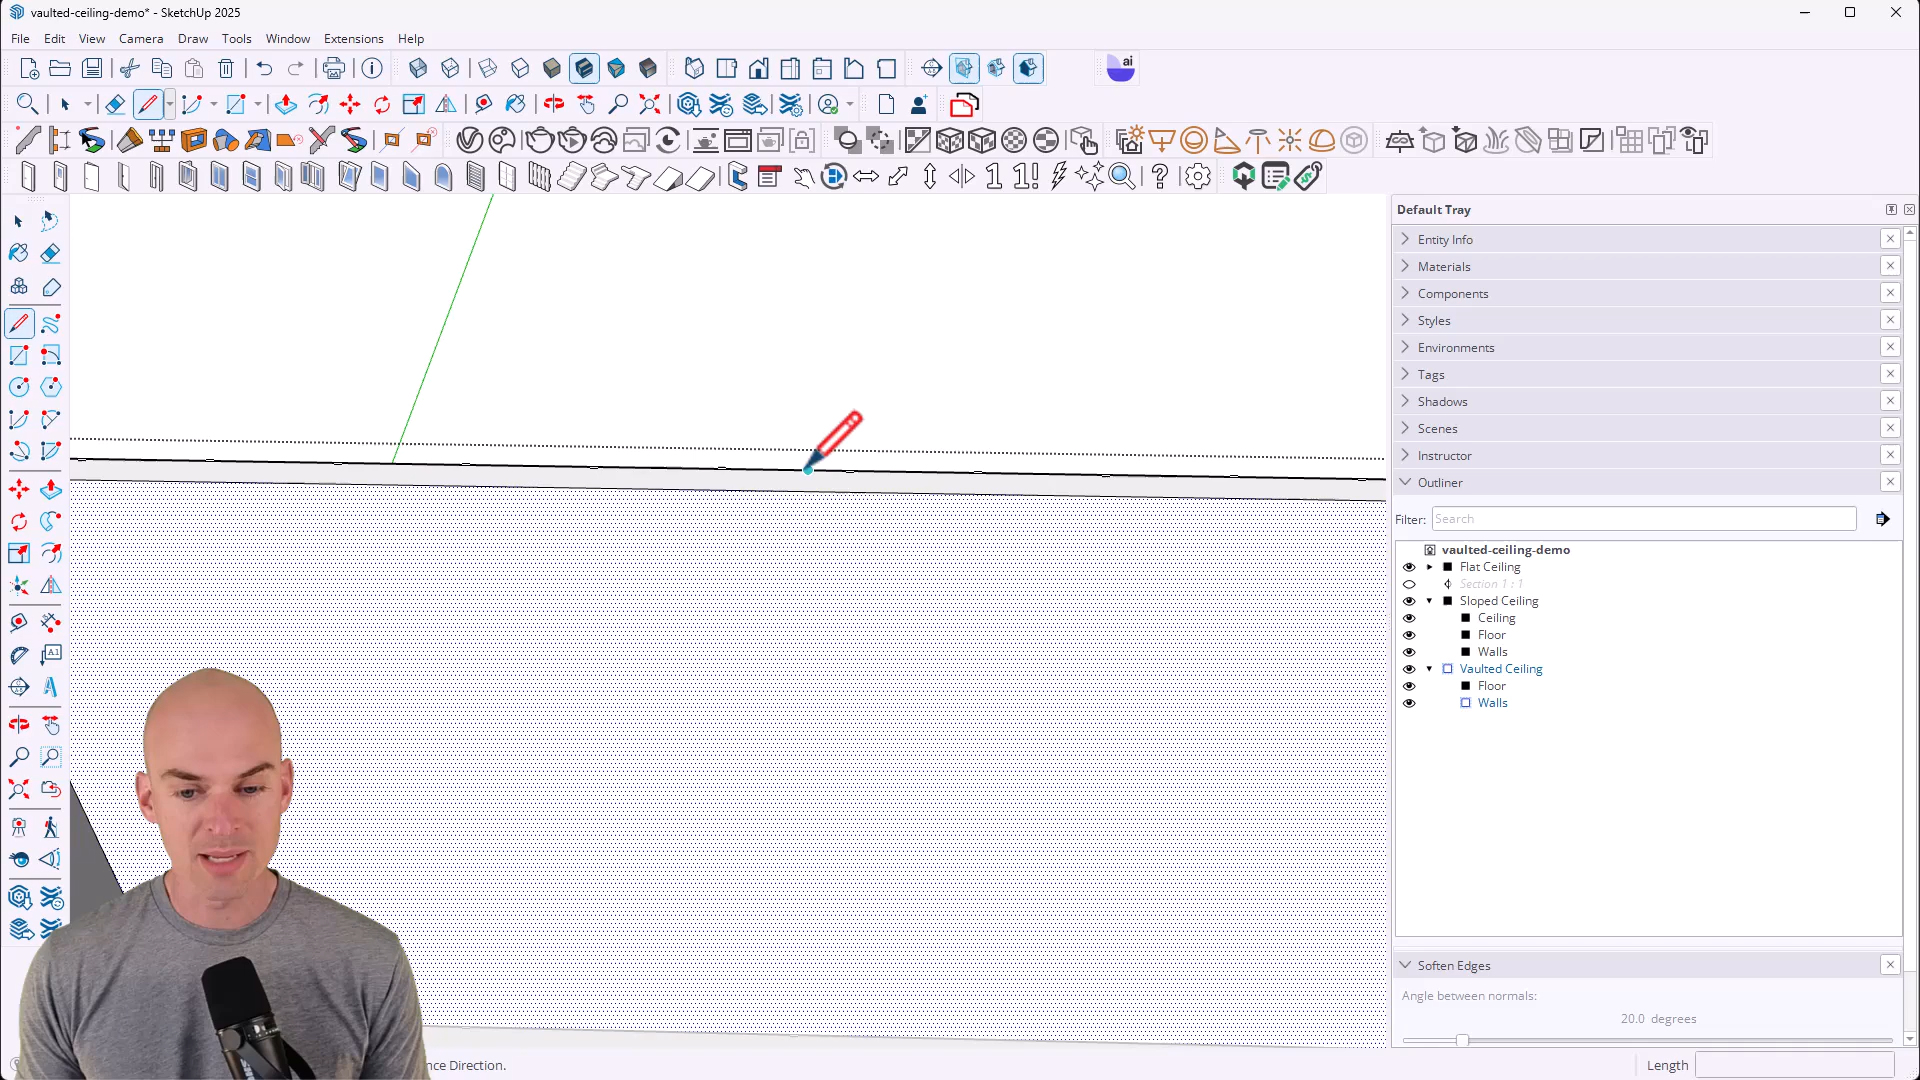 vaulted-ceiling-demo* - SketchUp 2025
File Edit View Camera Draw Tools Window Extensions Help
ai
1 1! ?
Default Tray
Entity Info
Materials
Components
Styles
Environments
Tags
Shadows
Scenes
Instructor
Outliner
Filter: Search
vaulted-ceiling-demo
Flat Ceiling
Section 1 : 1
Sloped Ceiling
Ceiling
Floor
Walls
Vaulted Ceiling
Floor
Walls
A1
A
Soften Edges
Angle between normals:
20.0 degrees
nce Direction.
Length